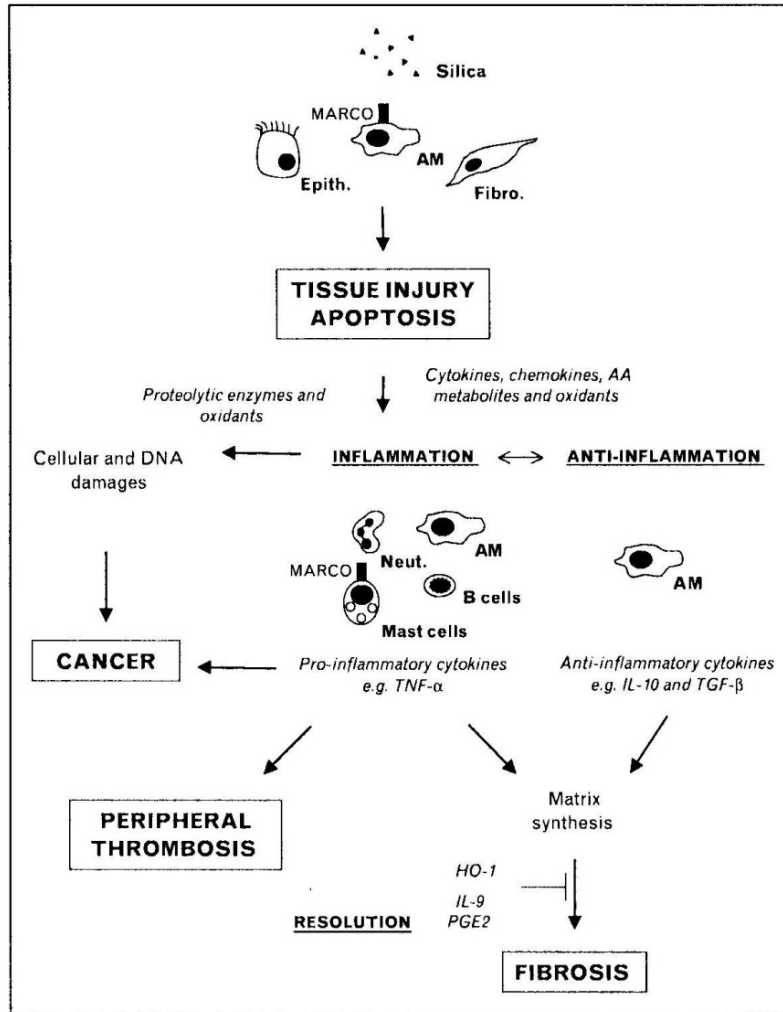 Silica
MARCO
AM
Epith.
Fibro.
TISSUE INJURY
APOPTOSIS
Proteolytic enzymes and
oxidants
Cytokines, chemokines, AA
metabolites and oxidants
Cellular and DNA
damages
INFLAMMATION
ANTI-INFLAMMATION
Neut.
AM
MARCO
B cells
AM
Mast cells
CANCER
Pro-inflammatory cytokines
e.g. TNF-α
Anti-inflammatory cytokines
e.g. IL-10 and TGF-β
PERIPHERAL
THROMBOSIS
Matrix
synthesis
HO-1
IL-9
PGE2
RESOLUTION
FIBROSIS